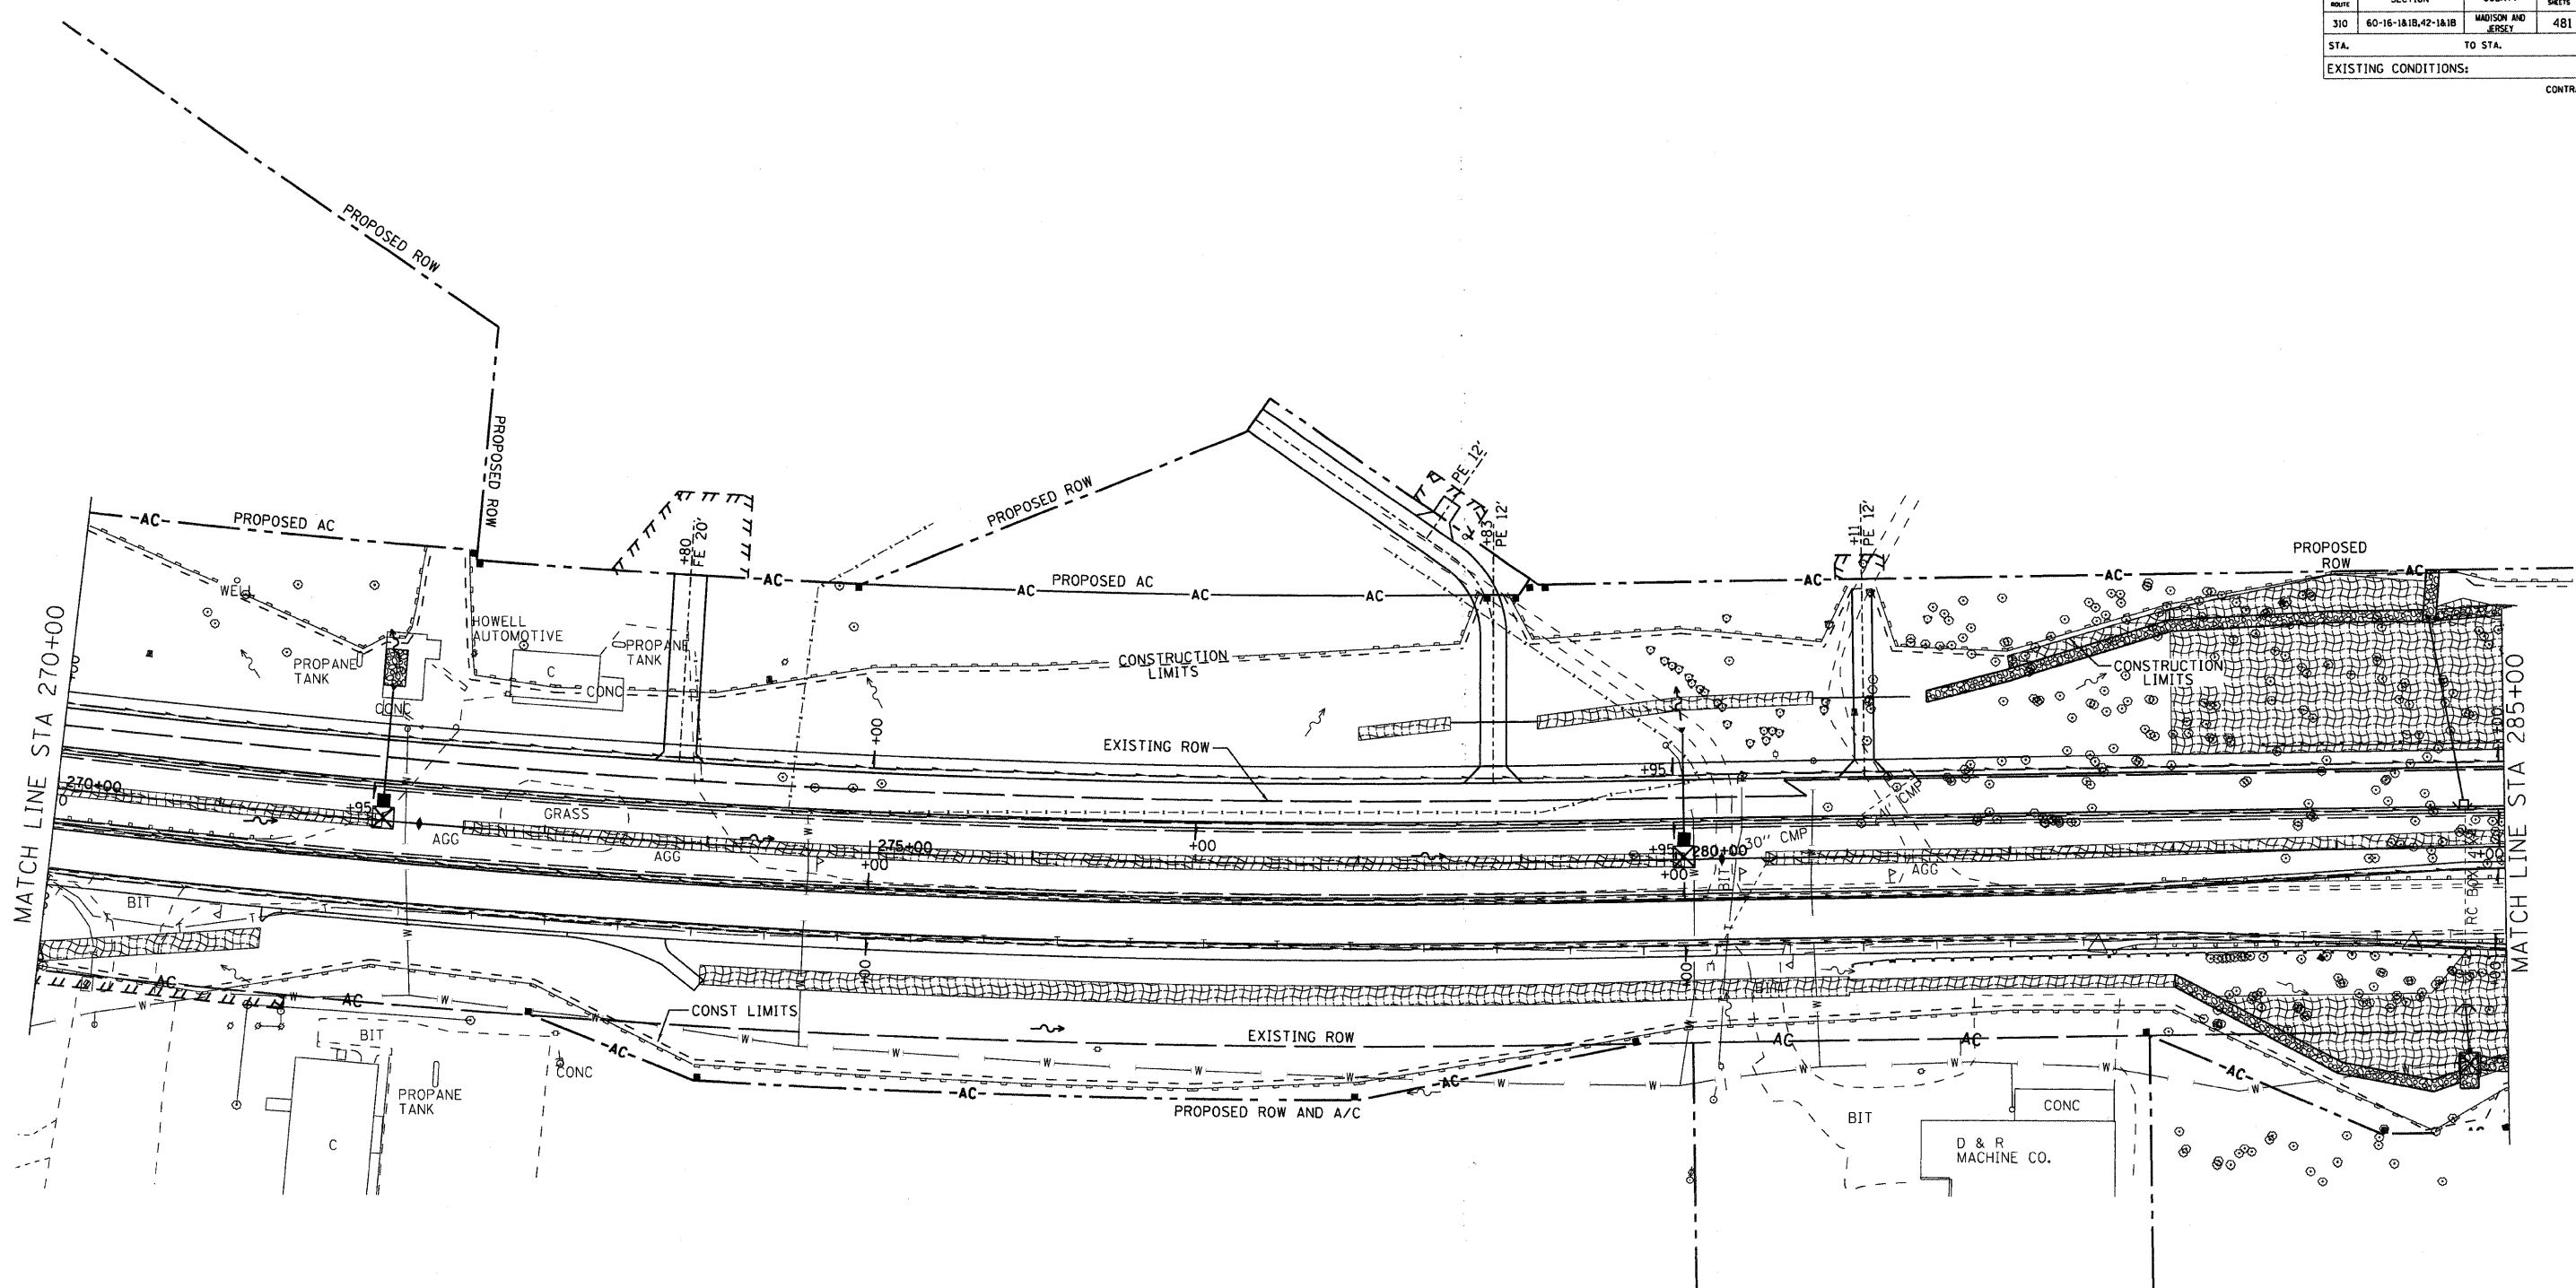 ROUTE
310 60-16-1&1B,42-1&1B MADISON AND JERSEY 481
STA. TO STA.
EXISTING CONDITIONS:
CONTR
PROPOSED ROW
PROPOSED ROW
PROPOSED ROW
PE 12'
+83
PE 12'
+11
PE 12'
+80
FE 20'
-AC-
PROPOSED AC
-AC-
AC
PROPOSED AC
AC
AC
-AC-
-AC-
PROPOSED
ROW
AC
WELL
HOWELL
AUTOMOTIVE
PROPANE
TANK
PROPANE
TANK
C
CONC
CONC
CONSTRUCTION
LIMITS
CONSTRUCTION
LIMITS
MATCH LINE STA 270+00
MATCH LINE STA 285+00
+00
EXISTING ROW
+95
270+00
+95
GRASS
AGG
AGG
275+00
+00
+00
+95
280+00
+00
30" CMP
CMP
BIT
AGG
RC BOX
BIT
T
W
AC
AC
W
W
W
CONST LIMITS
EXISTING ROW
AC
AC
BIT
CONC
-AC-
W
W
W
W
W
W
W
W
W
W
W
PROPANE
TANK
-AC-
-AC-
-AC-
PROPOSED ROW AND A/C
C
BIT
CONC
D & R
MACHINE CO.